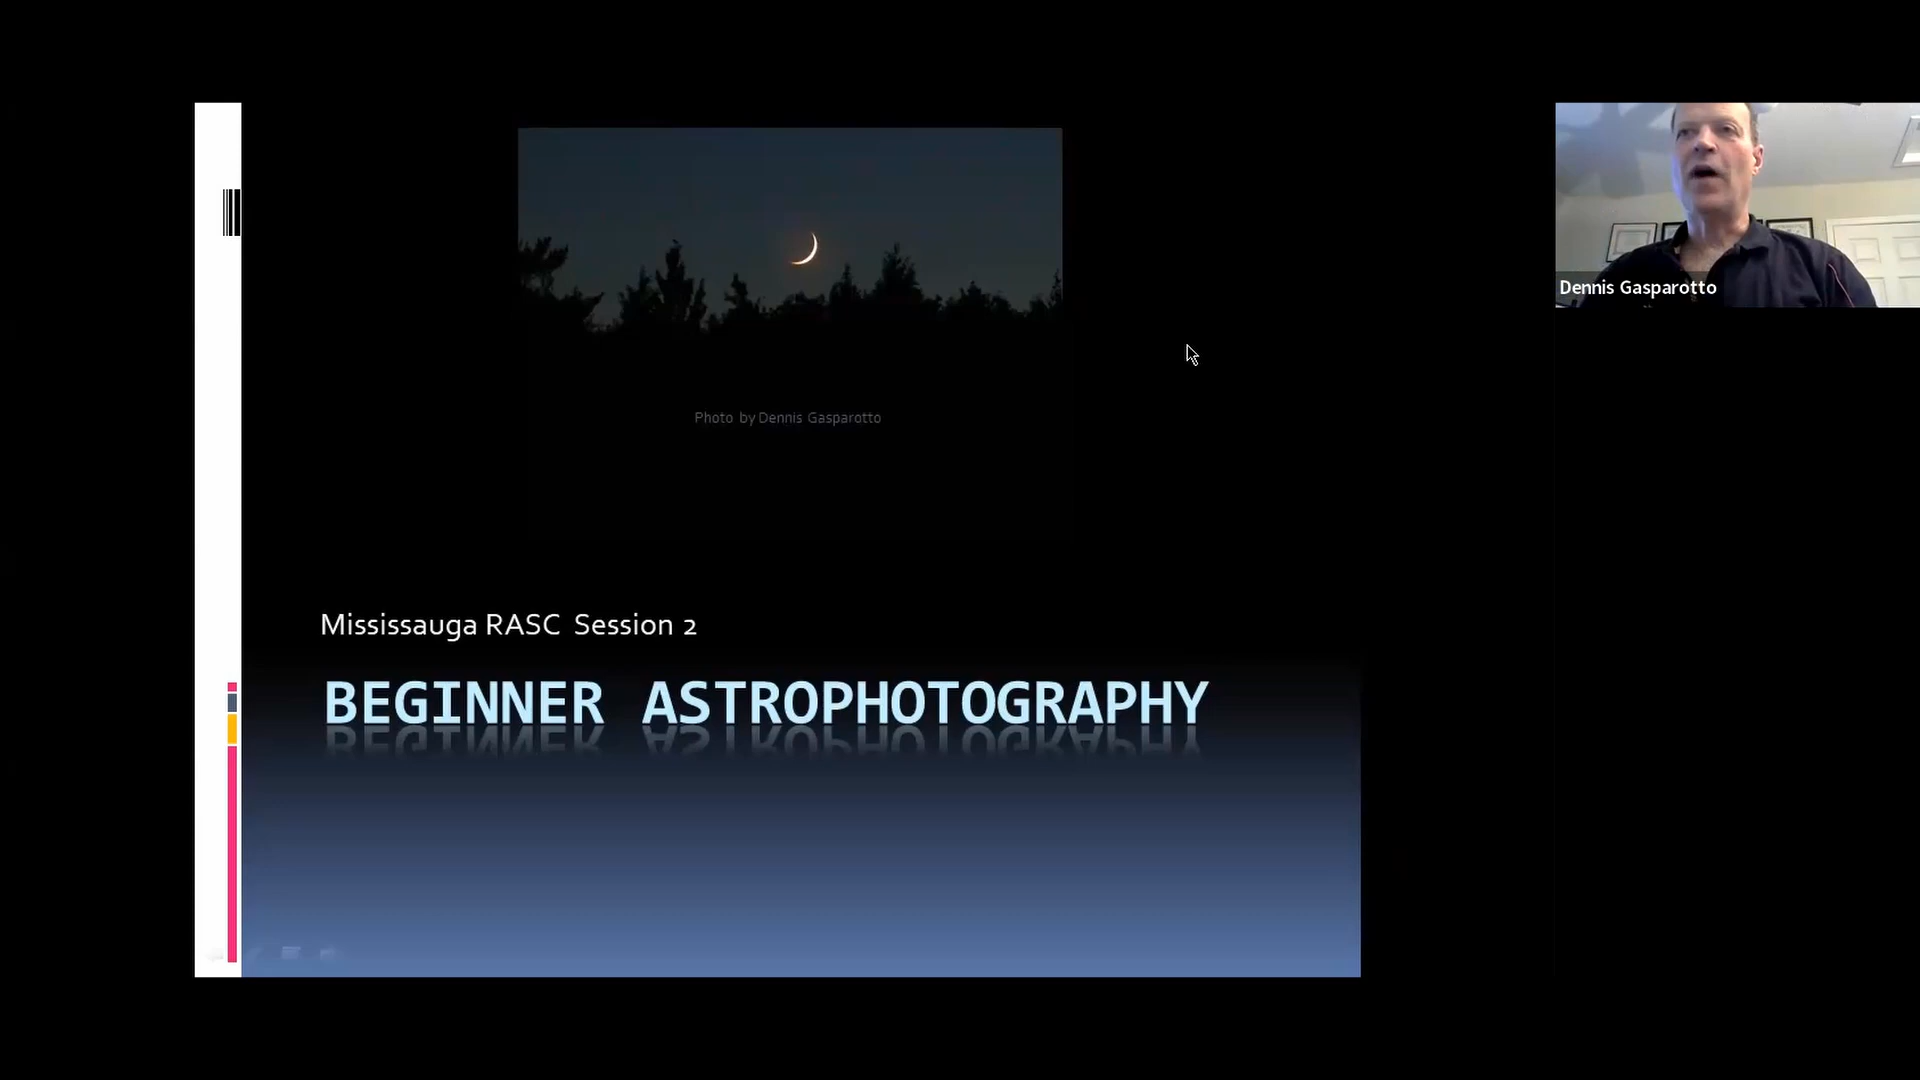 Photo by Dennis Gasparotto
Mississauga RASC Session 2
BEGINNER ASTROPHOTOGRAPHY
Dennis Gasparotto